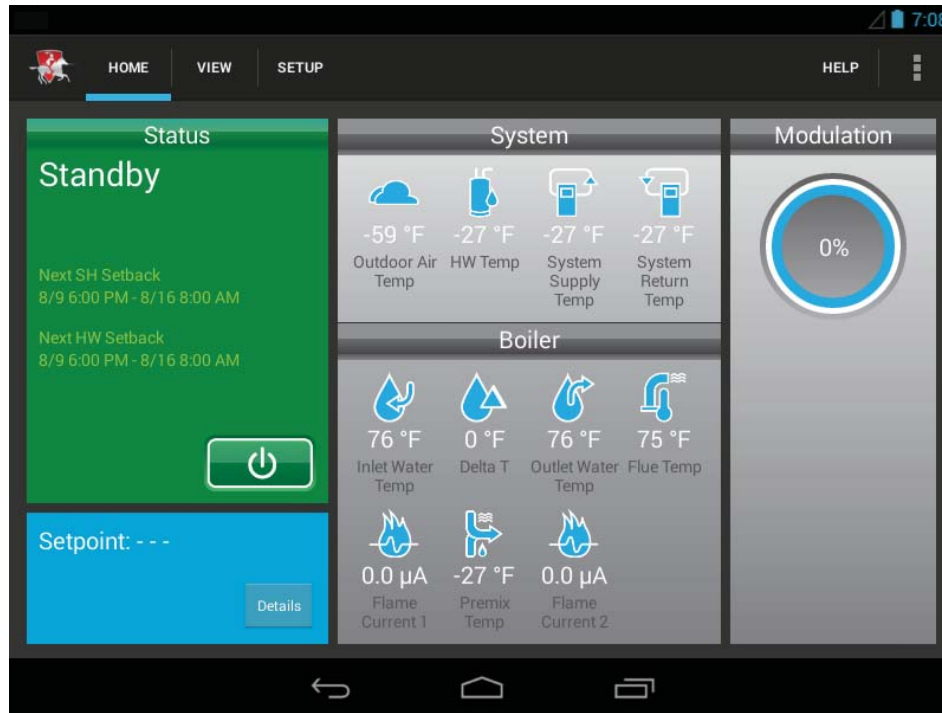 7:08
HOME VIEW SETUP HELP
Status
Standby
Next SH Setback
8/9 6:00 PM - 8/16 8:00 AM
Next HW Setback
8/9 6:00 PM - 8/16 8:00 AM
Setpoint: - - -
Details
System
-59 °F -27 °F -27 °F -27 °F
Outdoor Air HW Temp System System
Temp Supply Return
Temp Temp
Boiler
76 °F 0 °F 76 °F 75 °F
Inlet Water Delta T Outlet Water Flue Temp
Temp Temp
0.0 µA -27 °F 0.0 µA
Flame Premix Flame
Current 1 Temp Current 2
Modulation
0%